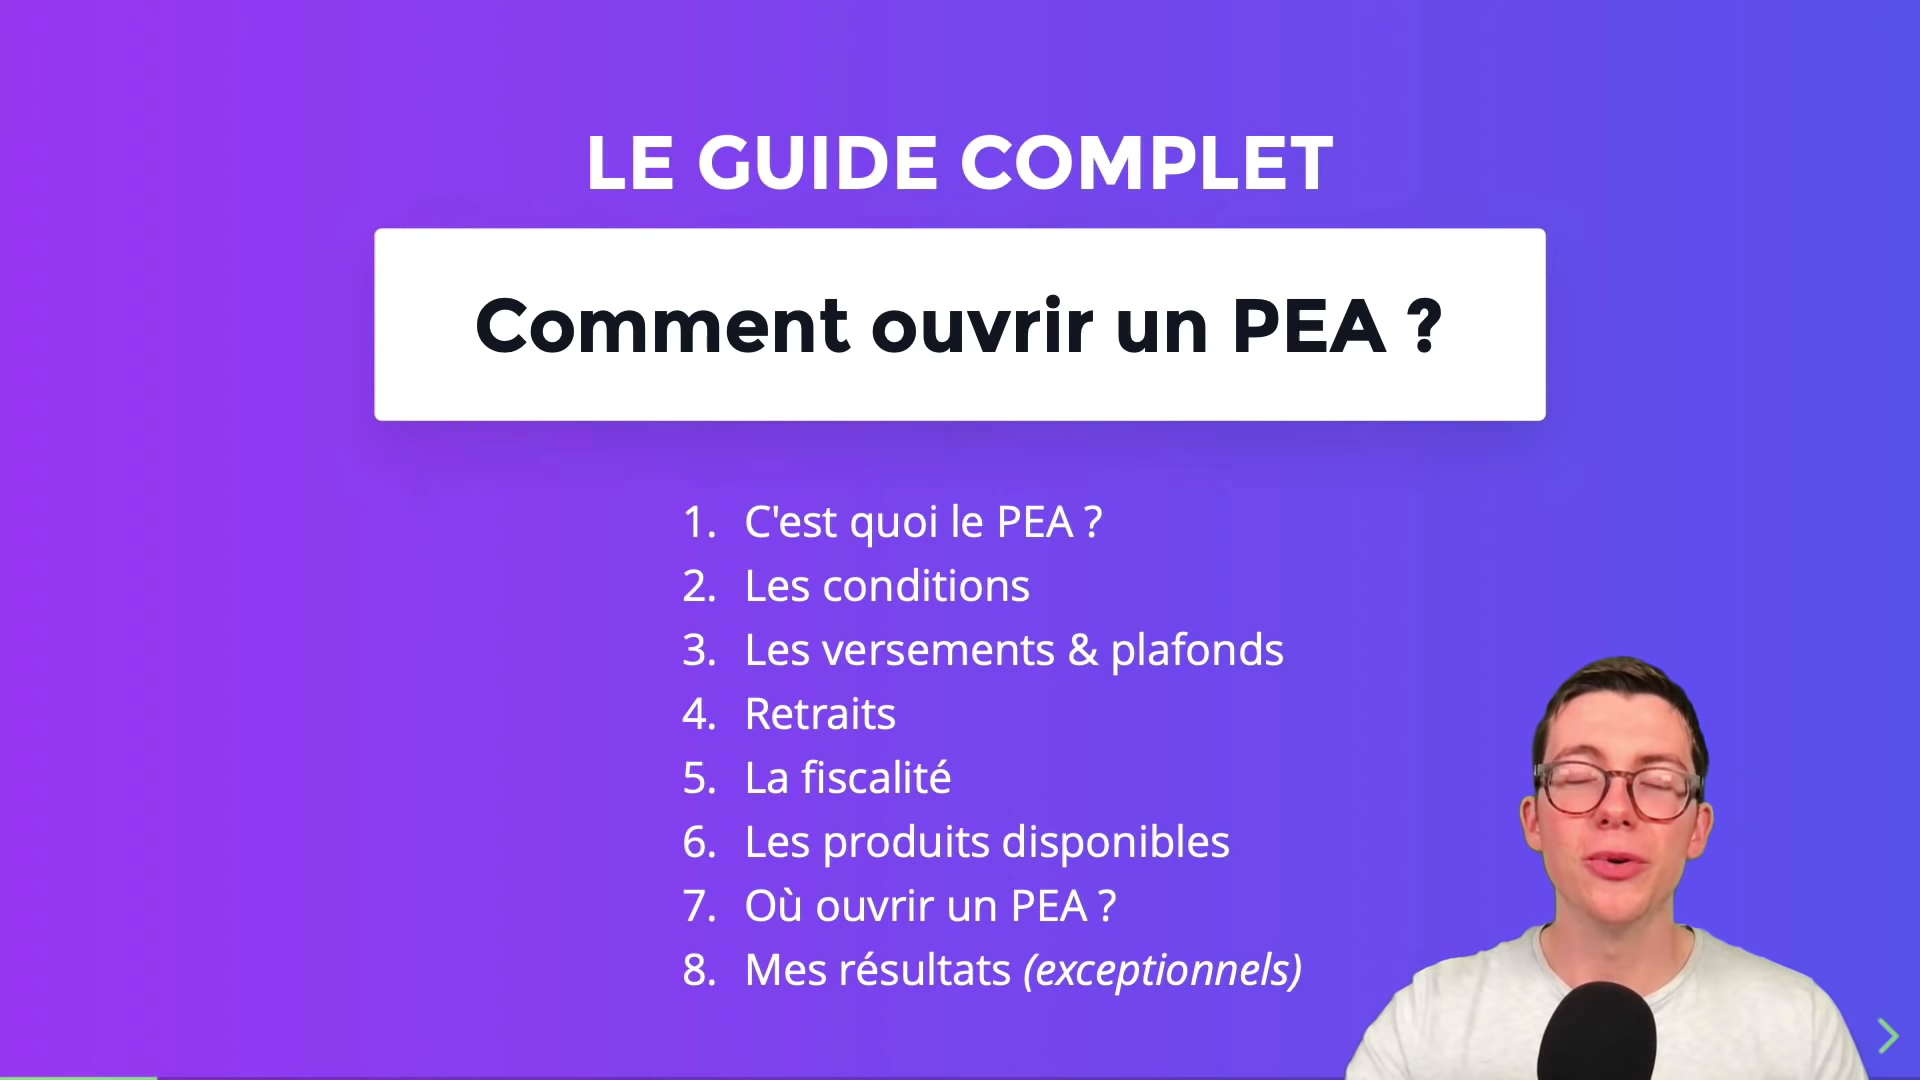 LE GUIDE COMPLET
Comment ouvrir un PEA ?
1. C'est quoi le PEA ?
2. Les conditions
3. Les versements & plafonds
4. Retraits
5. La fiscalité
6. Les produits disponibles
7. Où ouvrir un PEA ?
8. Mes résultats (exceptionnels)